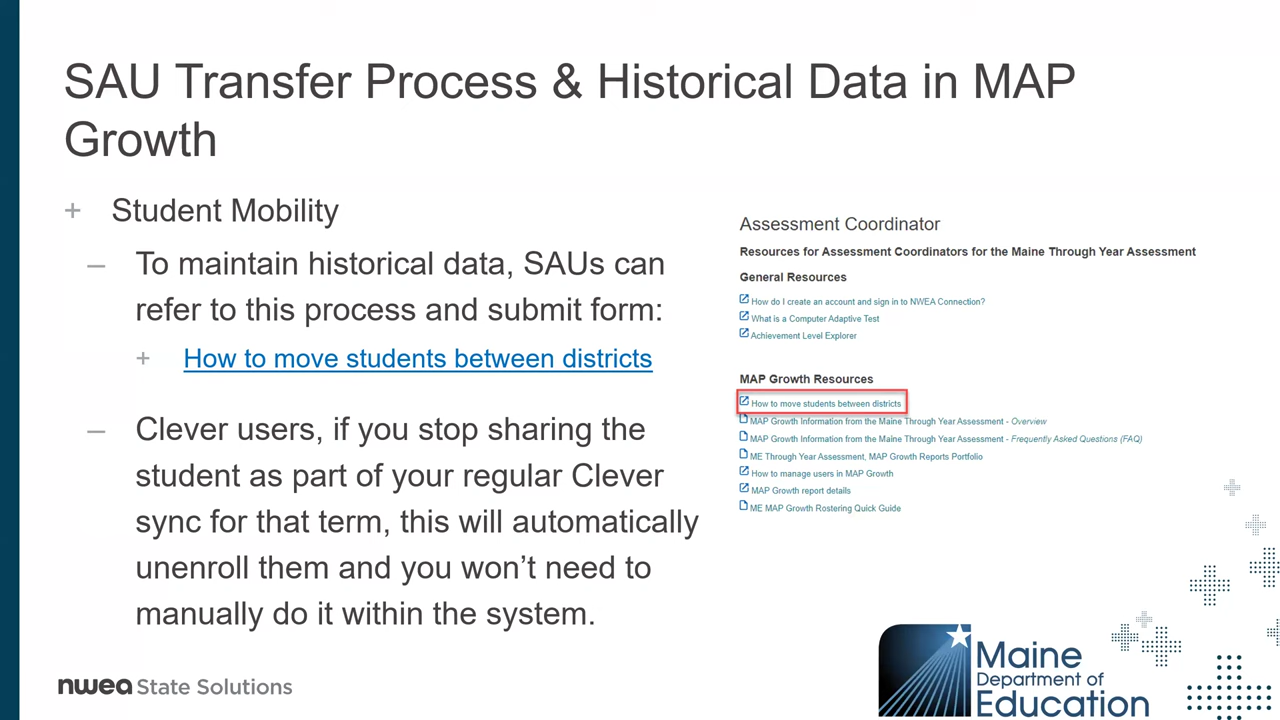 SAU Transfer Process & Historical Data in MAP
Growth
+ Student Mobility
– To maintain historical data, SAUs can
refer to this process and submit form:
+ How to move students between districts
– Clever users, if you stop sharing the
student as part of your regular Clever
sync for that term, this will automatically
unenroll them and you won’t need to
manually do it within the system.
Assessment Coordinator
Resources for Assessment Coordinators for the Maine Through Year Assessment
General Resources
How do I create an account and sign in to NWEA Connection?
What is a Computer Adaptive Test
Achievement Level Explorer
MAP Growth Resources
How to move students between districts
MAP Growth Information from the Maine Through Year Assessment - Overview
MAP Growth Information from the Maine Through Year Assessment - Frequently Asked Questions (FAQ)
ME Through Year Assessment, MAP Growth Reports Portfolio
How to manage users in MAP Growth
MAP Growth report details
ME MAP Growth Rostering Quick Guide
nwea State Solutions
Maine
Department of
Education